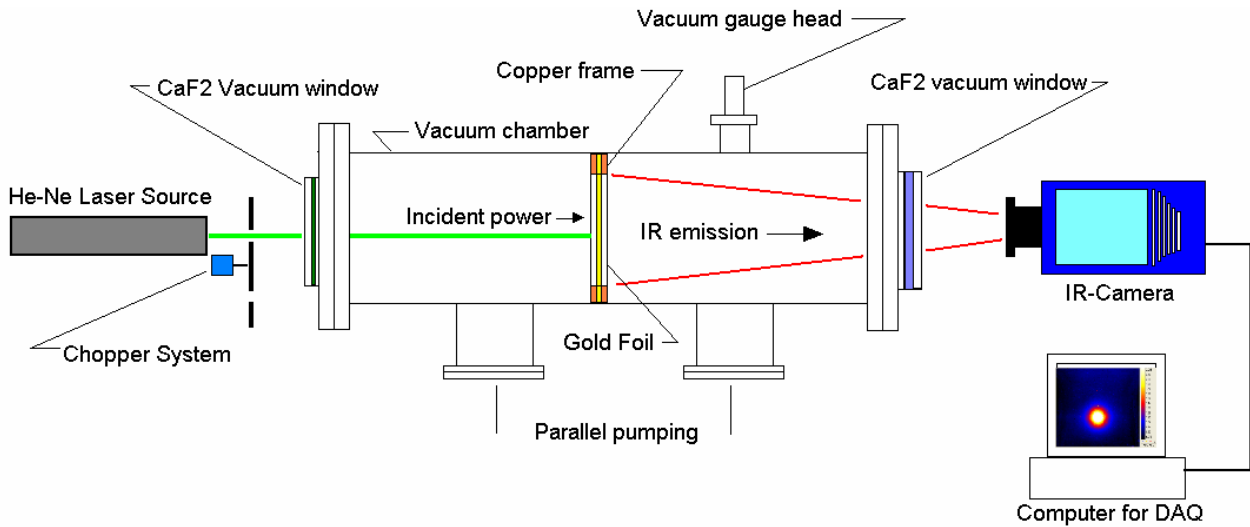 Vacuum gauge head
CaF2 Vacuum window
Copper frame
CaF2 vacuum window
Vacuum chamber
He-Ne Laser Source
Incident power
IR emission
IR-Camera
Chopper System
Gold Foil
Parallel pumping
Computer for DAQ